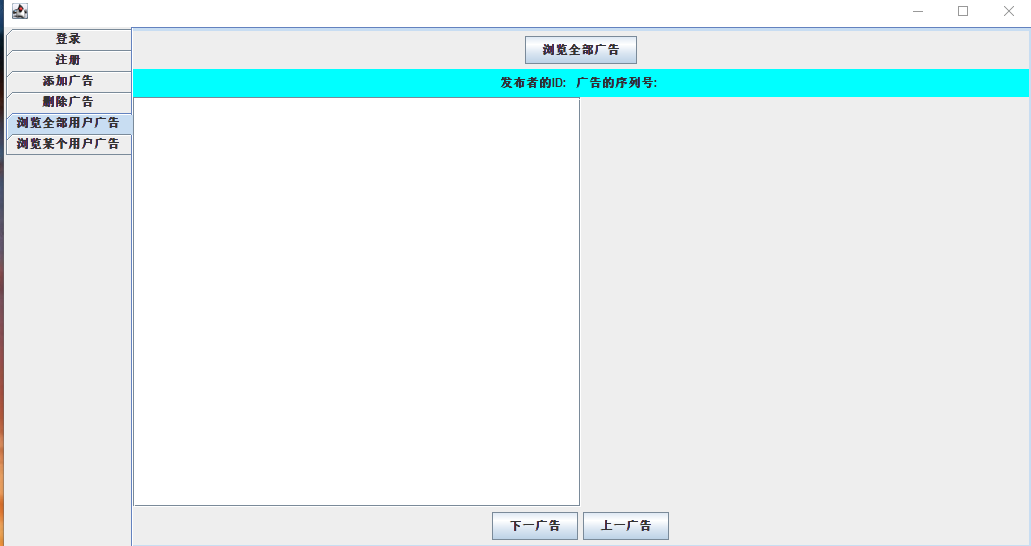 登录
注册
添加广告
删除广告
浏览全部用户广告
浏览某个用户广告
浏览全部广告
发布者的ID: 广告的序列号:
下一广告
上一广告